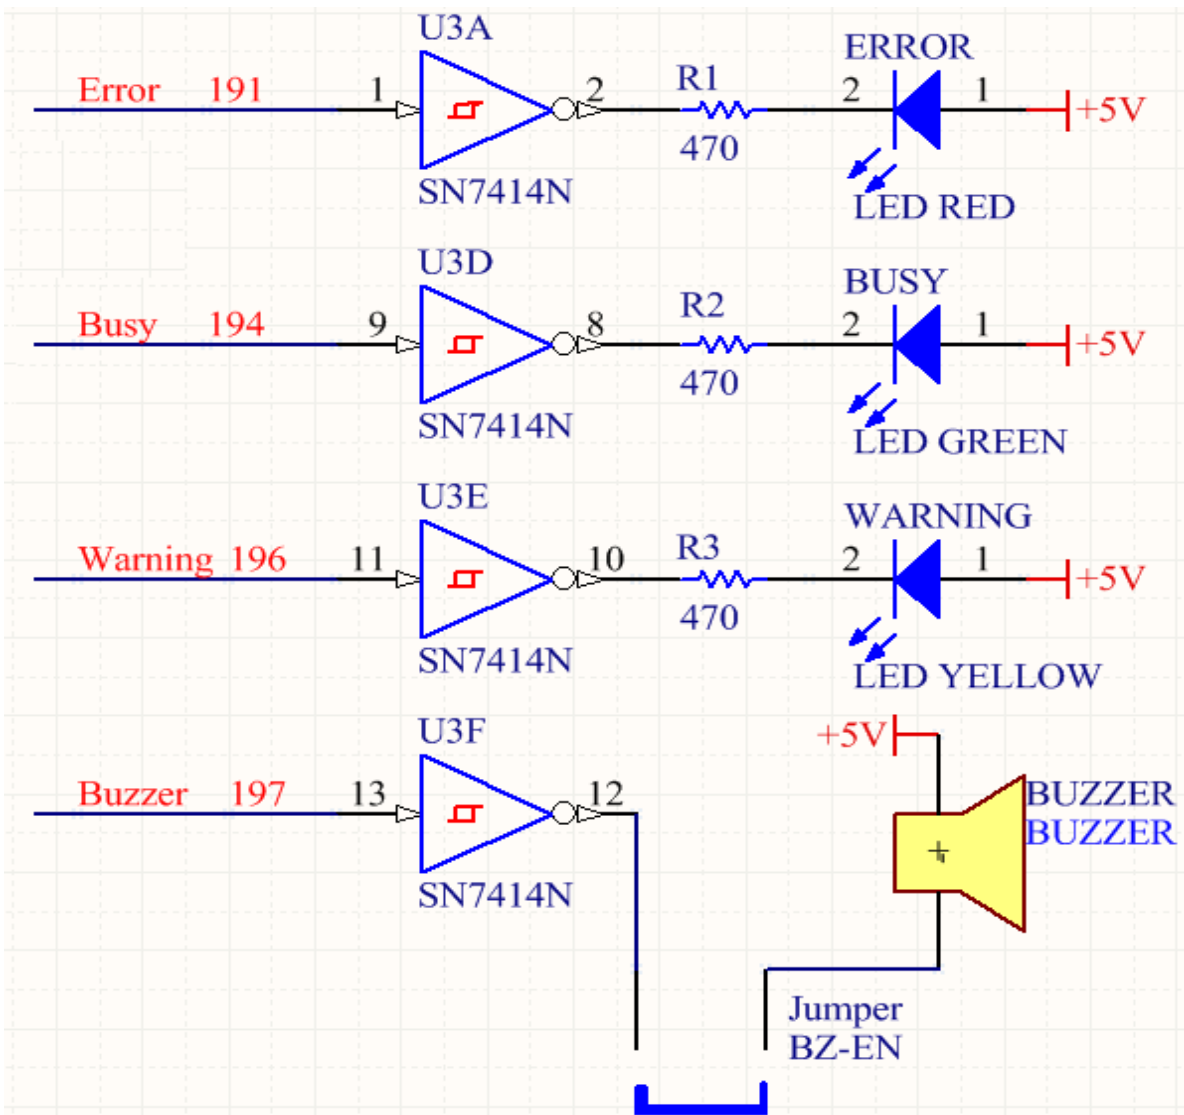 U3A
ERROR
Error 191
1
2
R1
2
1
+5V
470
SN7414N
LED RED
U3D
BUSY
Busy 194
9
8
R2
2
1
+5V
470
SN7414N
LED GREEN
U3E
WARNING
Warning 196
11
10
R3
2
1
+5V
470
SN7414N
LED YELLOW
U3F
+5V
Buzzer 197
13
12
BUZZER
BUZZER
SN7414N
Jumper
BZ-EN